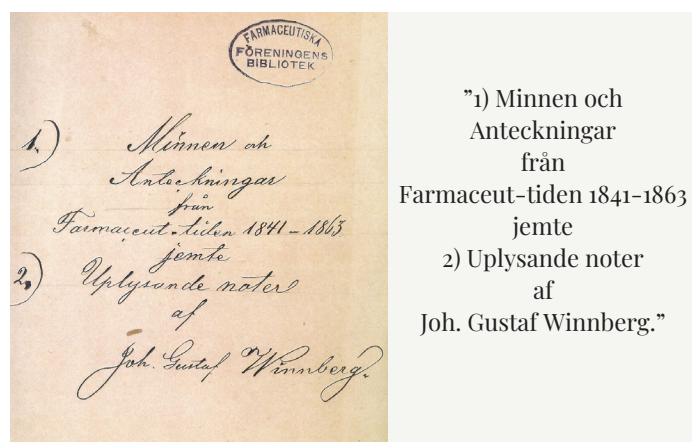 FARMACEUTISKA
FÖRENINGENS
BIBLIOTEK
1.) Minnen och
Anteckningar
från
Farmaceut-tiden 1841-1863
jemte
2.) Uplysande noter
af
Joh. Gustaf Winnberg.
”1) Minnen och
Anteckningar
från
Farmaceut-tiden 1841-1863
jemte
2) Uplysande noter
af
Joh. Gustaf Winnberg.”